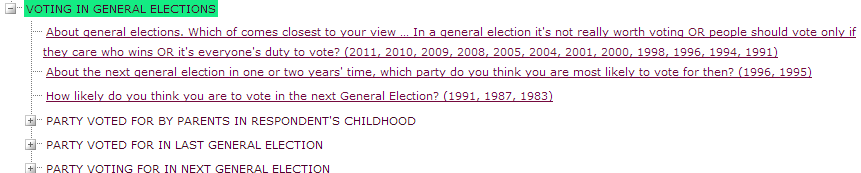 VOTING IN GENERAL ELECTIONS
About general elections. Which of comes closest to your view ... In a general election it's not really worth voting OR people should vote only if
they care who wins OR it's everyone's duty to vote? (2011, 2010, 2009, 2008, 2005, 2004, 2001, 2000, 1998, 1996, 1994, 1991)
About the next general election in one or two years' time, which party do you think you are most likely to vote for then? (1996, 1995)
How likely do you think you are to vote in the next General Election? (1991, 1987, 1983)
PARTY VOTED FOR BY PARENTS IN RESPONDENT'S CHILDHOOD
PARTY VOTED FOR IN LAST GENERAL ELECTION
PARTY VOTING FOR IN NEXT GENERAL ELECTION